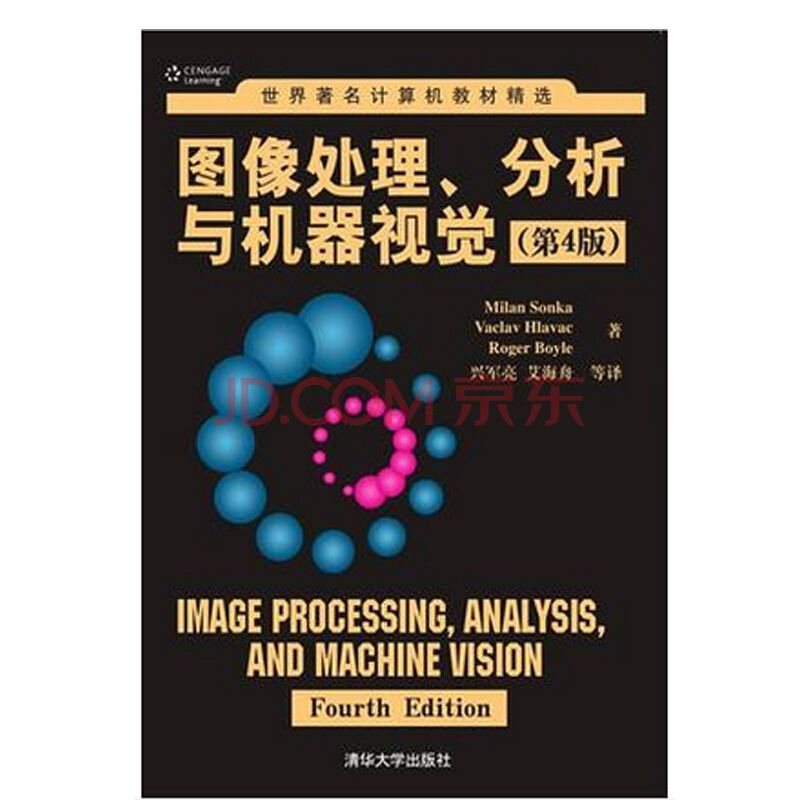 CENGAGE
Learning
世界著名计算机教材精选
图像处理、分析
与机器视觉(第4版)
Milan Sonka
Vaclav Hlavac
Roger Boyle
著
兴军亮 艾海舟 等译
JD.COM 京东
IMAGE PROCESSING, ANALYSIS,
AND MACHINE VISION
Fourth Edition
清华大学出版社